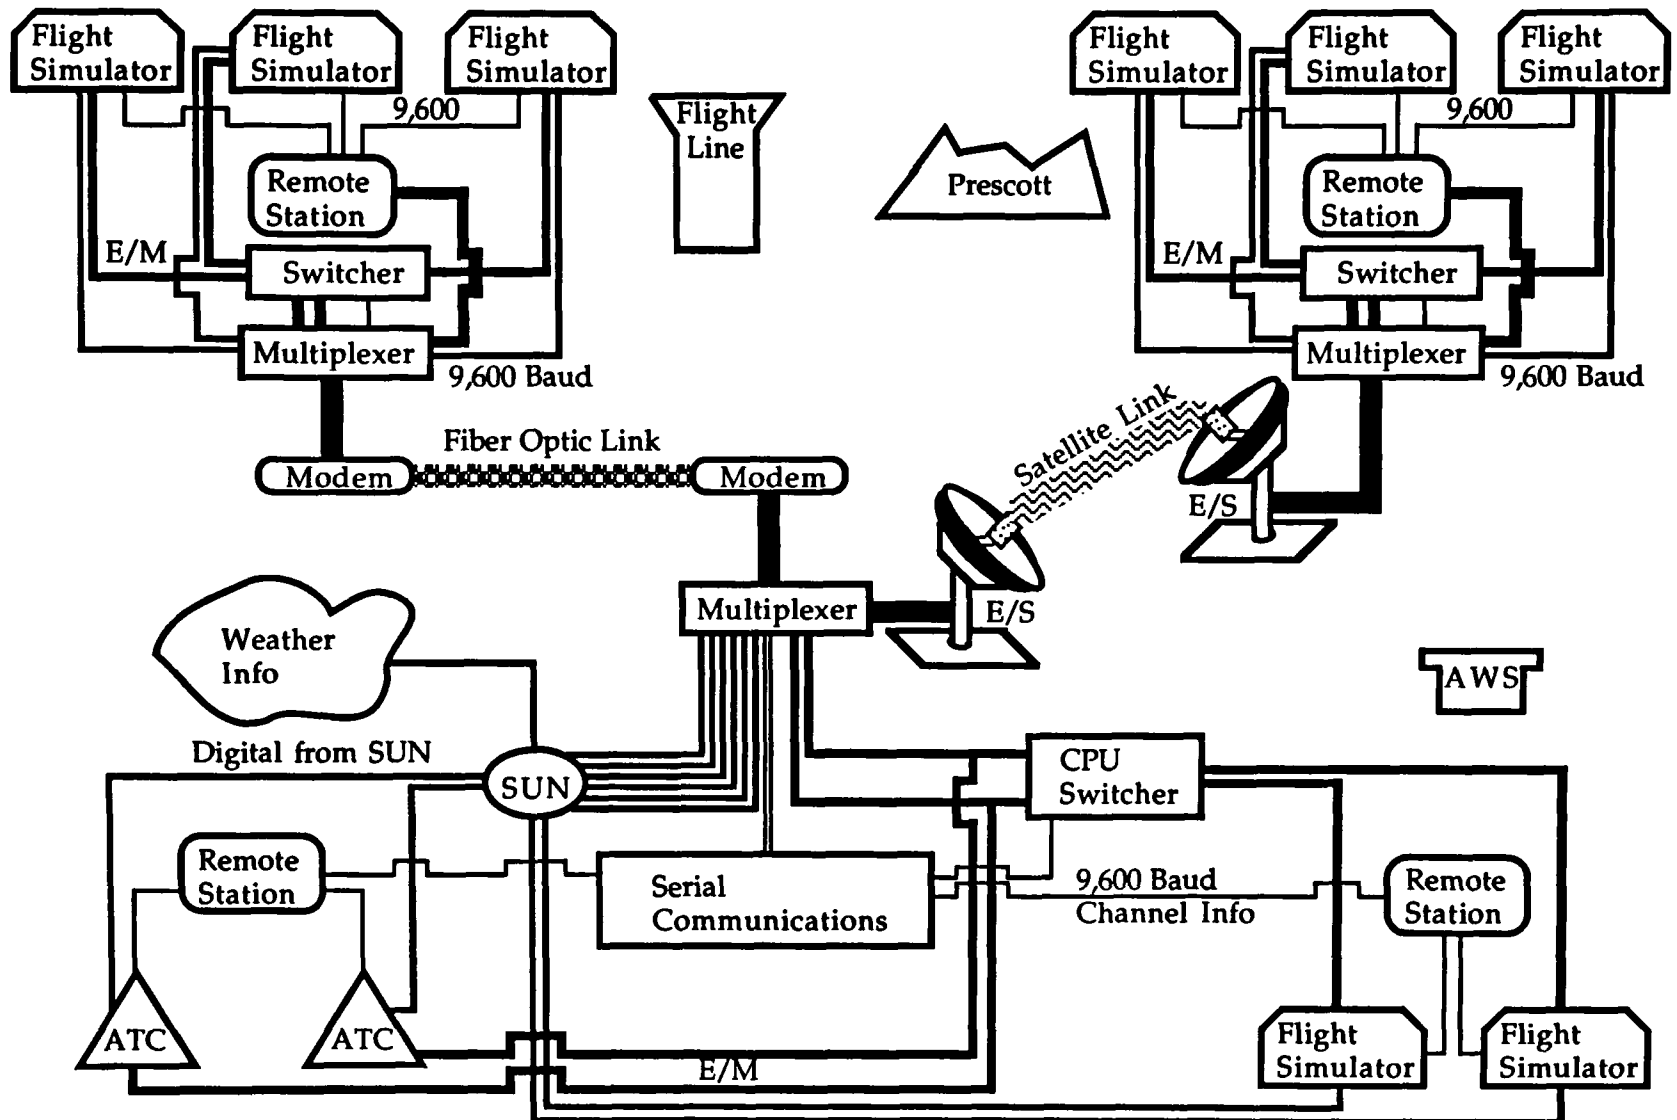 Flight
Simulator
Flight
Simulator
Flight
Simulator
9,600
Remote
Station
E/M
Switcher
Multiplexer
9,600 Baud
Flight
Line
Prescott
Flight
Simulator
Flight
Simulator
Flight
Simulator
9,600
Remote
Station
E/M
Switcher
Multiplexer
9,600 Baud
Fiber Optic Link
Modem
Modem
Satellite Link
E/S
E/S
Multiplexer
Weather
Info
AWS
Digital from SUN
SUN
CPU
Switcher
Remote
Station
Serial
Communications
9,600 Baud
Channel Info
Remote
Station
ATC
ATC
E/M
Flight
Simulator
Flight
Simulator